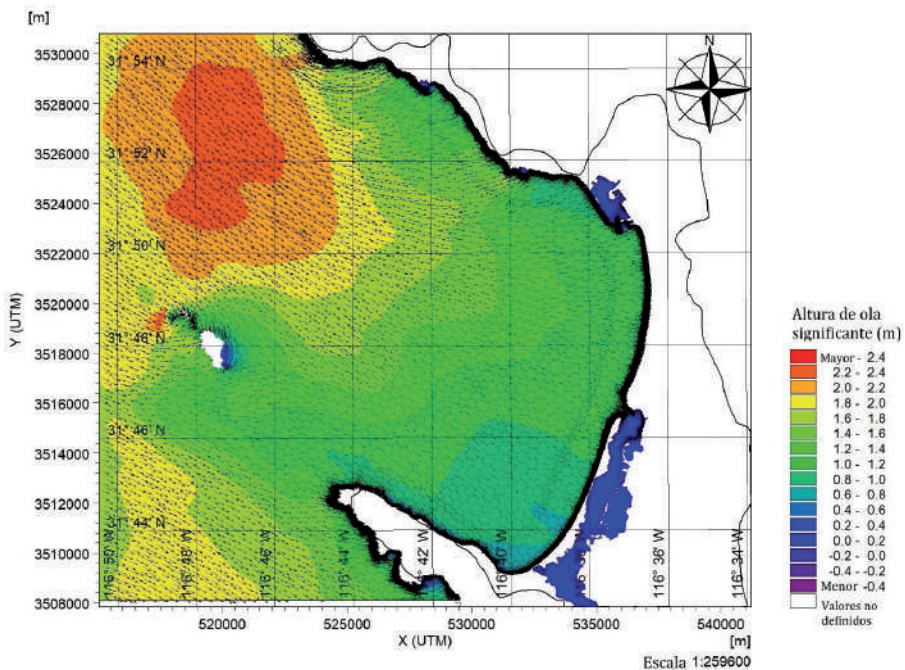 [m]
3530000
3528000
3526000
3524000
3522000
3520000
3518000
3516000
3514000
3512000
3510000
3508000
Y (UTM)
31° 54' N
31° 52' N
31° 50' N
31° 48' N
31° 46' N
31° 44' N
116° 50' W
116° 48' W
116° 46' W
116° 44' W
116° 36' W
116° 34' W
520000
525000
530000
535000
540000
X (UTM)
[m]
Escala 1:259600
N
Altura de ola
significante (m)
Mayor - 2.4
2.2 - 2.4
2.0 - 2.2
1.8 - 2.0
1.6 - 1.8
1.4 - 1.6
1.2 - 1.4
1.0 - 1.2
0.8 - 1.0
0.6 - 0.8
0.4 - 0.6
0.2 - 0.4
0.0 - 0.2
-0.2 - 0.0
-0.4 - -0.2
Menor -0.4
Valores no
definidos